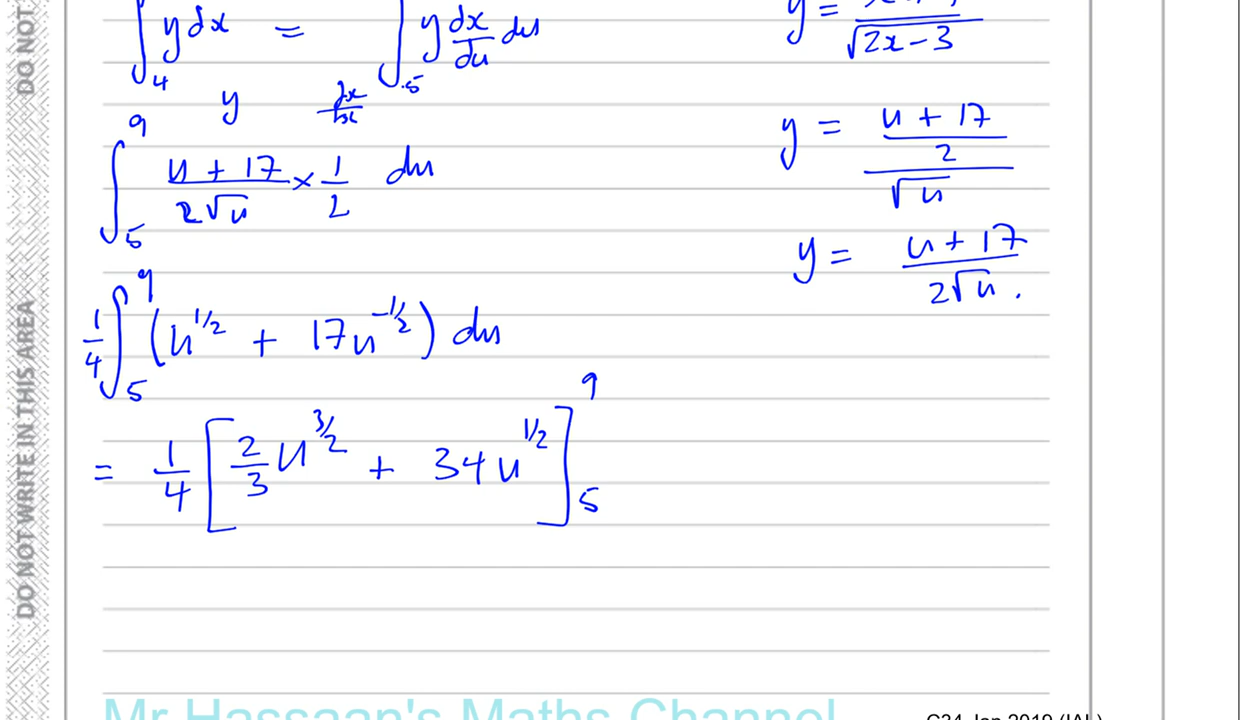 ∫₄ y dx = ∫.₅ y dx/du du
y dx/du
∫₅⁹ (u + 17)/(2√u) × 1/2 du
1/4 ∫₅⁹ (u^(1/2) + 17u^(-1/2)) du
= 1/4 [2/3 u^(3/2) + 34u^(1/2)]₅⁹
y = /√(2x-3)
y = ((u + 17)/2)/√u
y = (u + 17)/(2√u) .
DO NOT WRITE IN THIS AREA
DO NOT
Mr Hassaan's Maths Channel
C34 Jan 2019 (IAL)